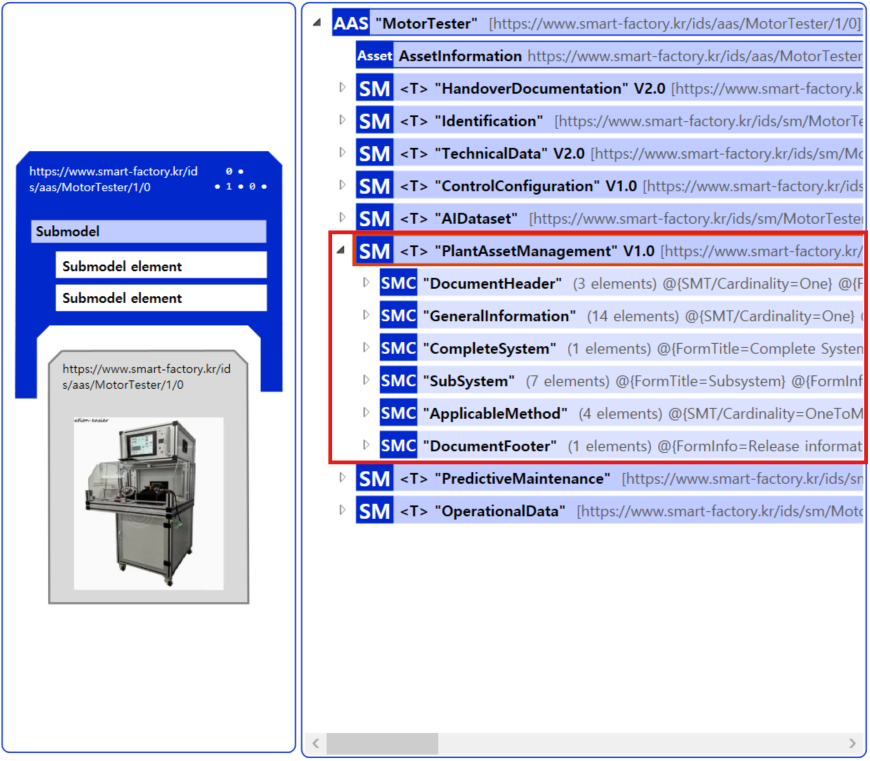 https://www.smart-factory.kr/id
s/aas/MotorTester/1/0
0 •
• 1 • 0 •
Submodel
Submodel element
Submodel element
https://www.smart-factory.kr/id
s/aas/MotorTester/1/0
AAS "MotorTester" [https://www.smart-factory.kr/ids/aas/MotorTester/1/0]
Asset AssetInformation https://www.smart-factory.kr/ids/aas/MotorTester
SM <T> "HandoverDocumentation" V2.0 [https://www.smart-factory.k
SM <T> "Identification" [https://www.smart-factory.kr/ids/sm/MotorTe
SM <T> "TechnicalData" V2.0 [https://www.smart-factory.kr/ids/sm/Mo
SM <T> "ControlConfiguration" V1.0 [https://www.smart-factory.kr/ids
SM <T> "AIDataset" [https://www.smart-factory.kr/ids/sm/MotorTester
SM <T> "PlantAssetManagement" V1.0 [https://www.smart-factory.kr/
SMC "DocumentHeader" (3 elements) @{SMT/Cardinality=One} @{F
SMC "GeneralInformation" (14 elements) @{SMT/Cardinality=One}
SMC "CompleteSystem" (1 elements) @{FormTitle=Complete System
SMC "SubSystem" (7 elements) @{FormTitle=Subsystem} @{FormInf
SMC "ApplicableMethod" (4 elements) @{SMT/Cardinality=OneToM
SMC "DocumentFooter" (1 elements) @{FormInfo=Release informat
SM <T> "PredictiveMaintenance" [https://www.smart-factory.kr/ids/sm
SM <T> "OperationalData" [https://www.smart-factory.kr/ids/sm/Moto